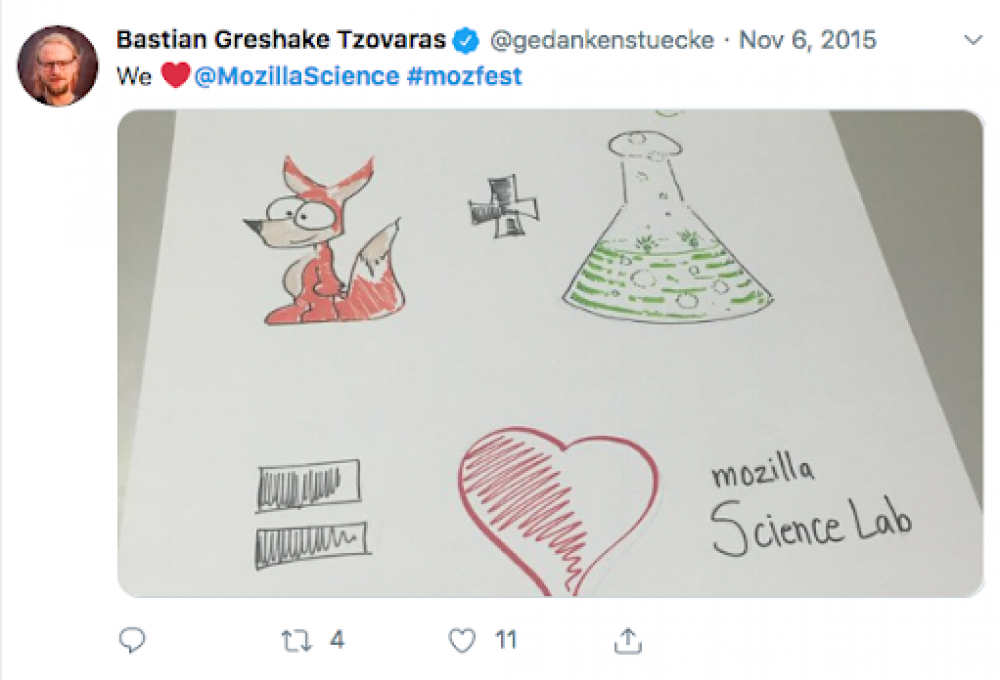 Bastian Greshake Tzovaras @gedankenstuecke · Nov 6, 2015
We ❤️@MozillaScience #mozfest
mozilla
Science Lab
4 11